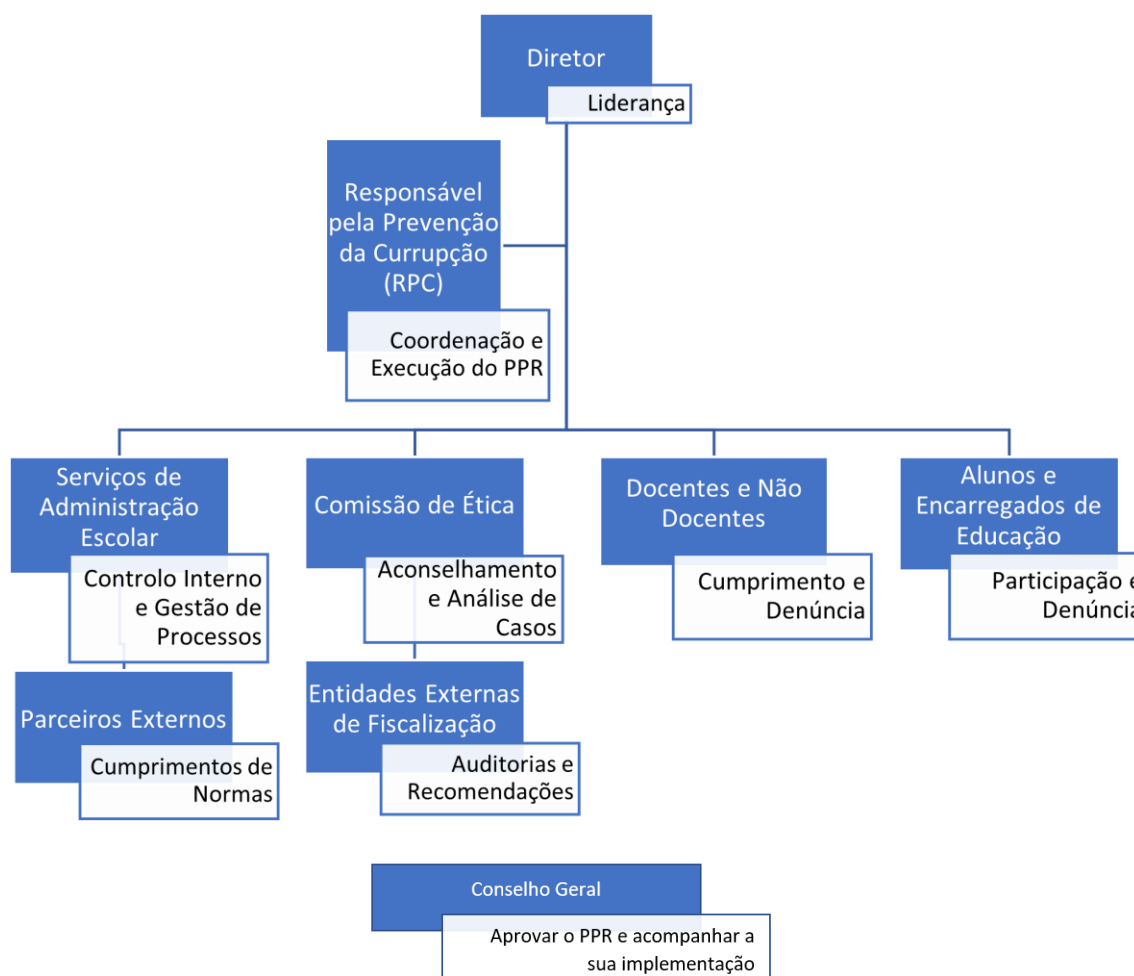 Diretor
Liderança
Responsável
pela Prevenção
da Currupção
(RPC)
Coordenação e
Execução do PPR
Serviços de
Administração
Escolar
Controlo Interno
e Gestão de
Processos
Comissão de Ética
Aconselhamento
e Análise de
Casos
Docentes e Não
Docentes
Cumprimento e
Denúncia
Alunos e
Encarregados de
Educação
Participação e
Denúncia
Parceiros Externos
Cumprimentos de
Normas
Entidades Externas
de Fiscalização
Auditorias e
Recomendações
Conselho Geral
Aprovar o PPR e acompanhar a
sua implementação